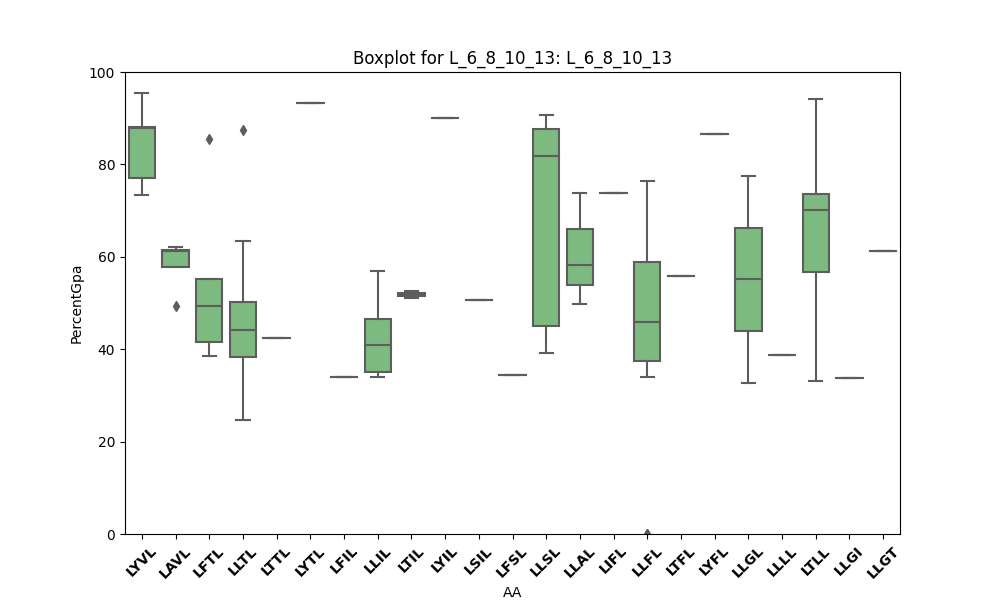 Boxplot for L_6_8_10_13: L_6_8_10_13
PercentGpa
100
80
60
40
20
0
LYVL LAVL LFTL LLTL LTTL LYTL LFIL LLIL LTIL LYIL LSIL LFSL LLSL LLAL LIFL LLFL LTFL LYFL LLGL LLLL LTLL LLGI LLGT
AA